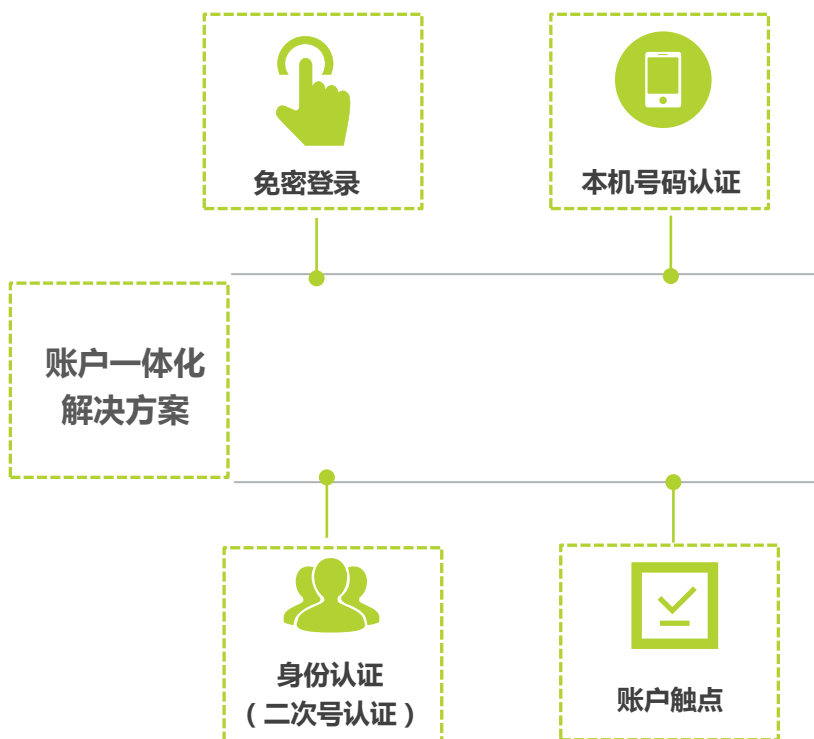 免密登录
本机号码认证
账户一体化
解决方案
身份认证
（二次号认证）
账户触点